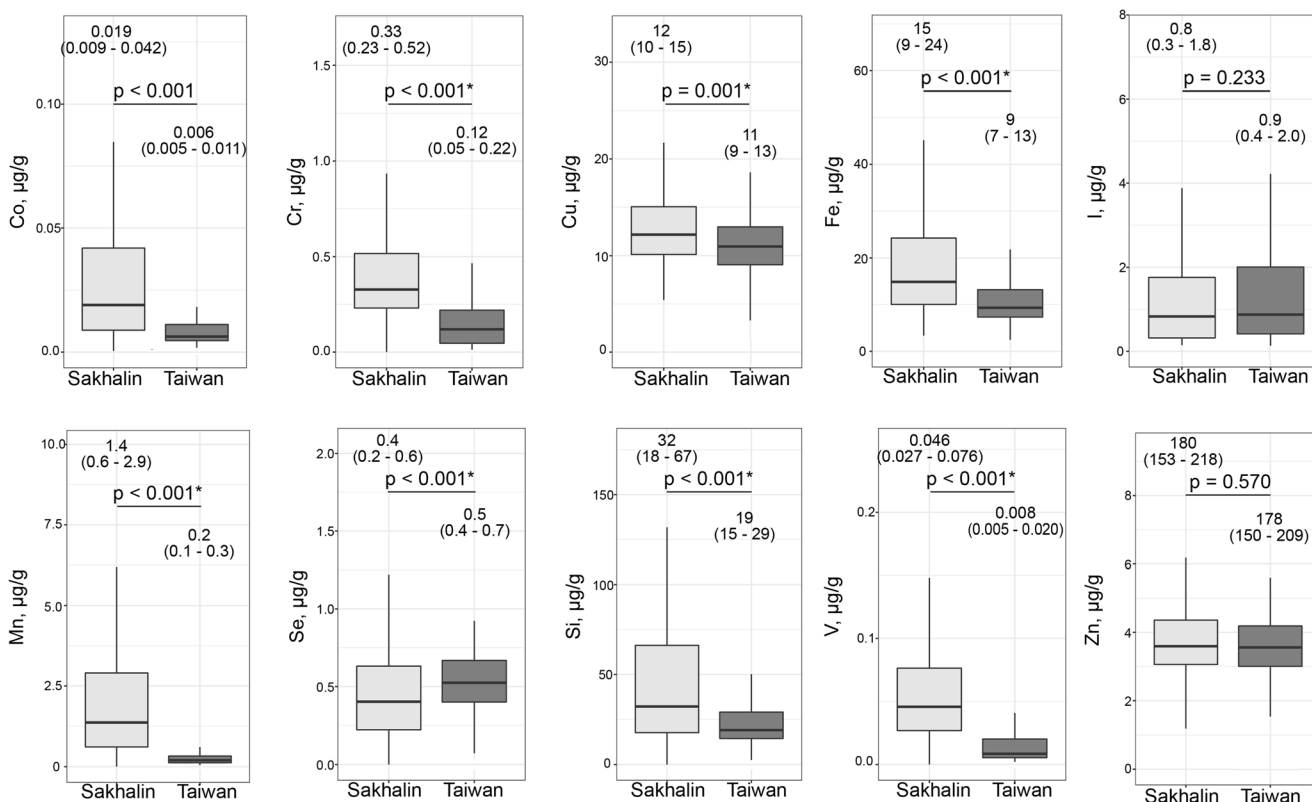 0.019
(0.009 - 0.042)
p < 0.001
0.006
(0.005 - 0.011)
0.10
0.05
0.0
Co, µg/g
Sakhalin Taiwan
0.33
(0.23 - 0.52)
p < 0.001*
0.12
(0.05 - 0.22)
1.5
1.0
0.5
0.0
Cr, µg/g
Sakhalin Taiwan
12
(10 - 15)
p = 0.001*
11
(9 - 13)
30
20
10
0
Cu, µg/g
Sakhalin Taiwan
15
(9 - 24)
p < 0.001*
9
(7 - 13)
60
40
20
0
Fe, µg/g
Sakhalin Taiwan
0.8
(0.3 - 1.8)
p = 0.233
0.9
(0.4 - 2.0)
8
6
4
2
0
I, µg/g
Sakhalin Taiwan
1.4
(0.6 - 2.9)
p < 0.001*
0.2
(0.1 - 0.3)
10.0
7.5
5.0
2.5
0
Mn, µg/g
Sakhalin Taiwan
0.4
(0.2 - 0.6)
p < 0.001*
0.5
(0.4 - 0.7)
2.0
1.5
1.0
0.5
0.0
Se, µg/g
Sakhalin Taiwan
32
(18 - 67)
p < 0.001*
19
(15 - 29)
150
100
50
0
Si, µg/g
Sakhalin Taiwan
0.046
(0.027 - 0.076)
p < 0.001*
0.008
(0.005 - 0.020)
0.2
0.1
0.0
V, µg/g
Sakhalin Taiwan
180
(153 - 218)
p = 0.570
178
(150 - 209)
8
6
4
2
0
Zn, µg/g
Sakhalin Taiwan